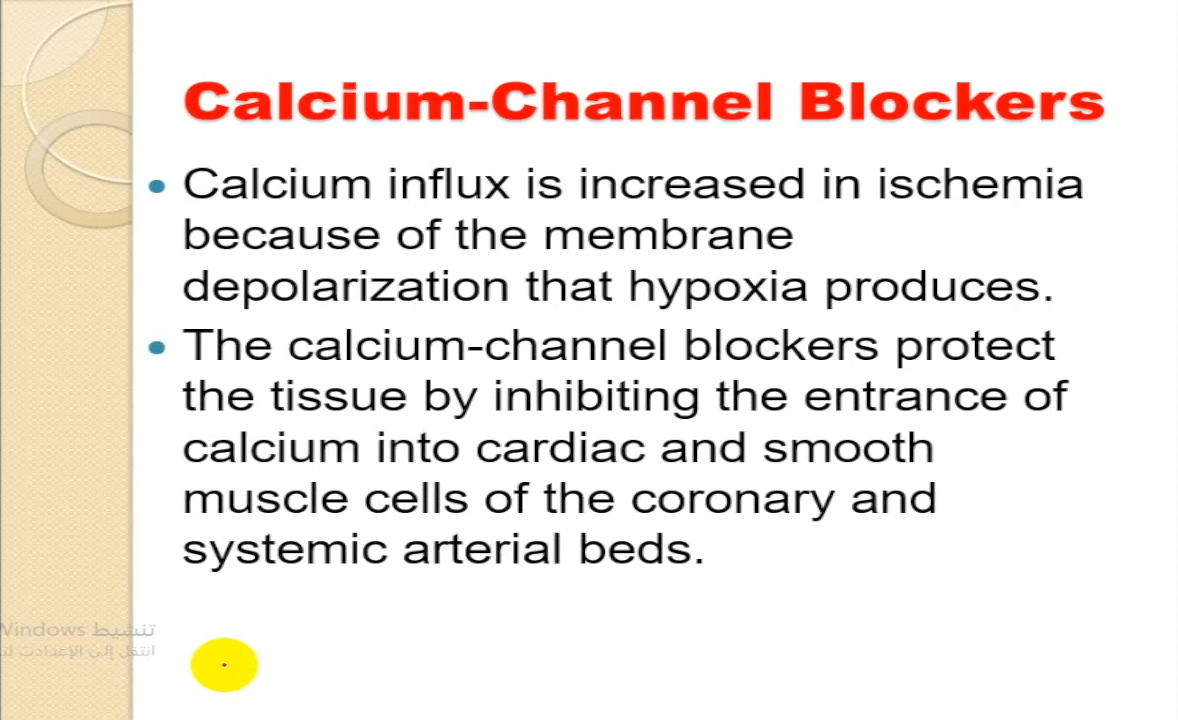 Calcium-Channel Blockers
• Calcium influx is increased in ischemia
because of the membrane
depolarization that hypoxia produces.
• The calcium-channel blockers protect
the tissue by inhibiting the entrance of
calcium into cardiac and smooth
muscle cells of the coronary and
systemic arterial beds.
تنشيط Windows
انتقل إلى الإعدادت